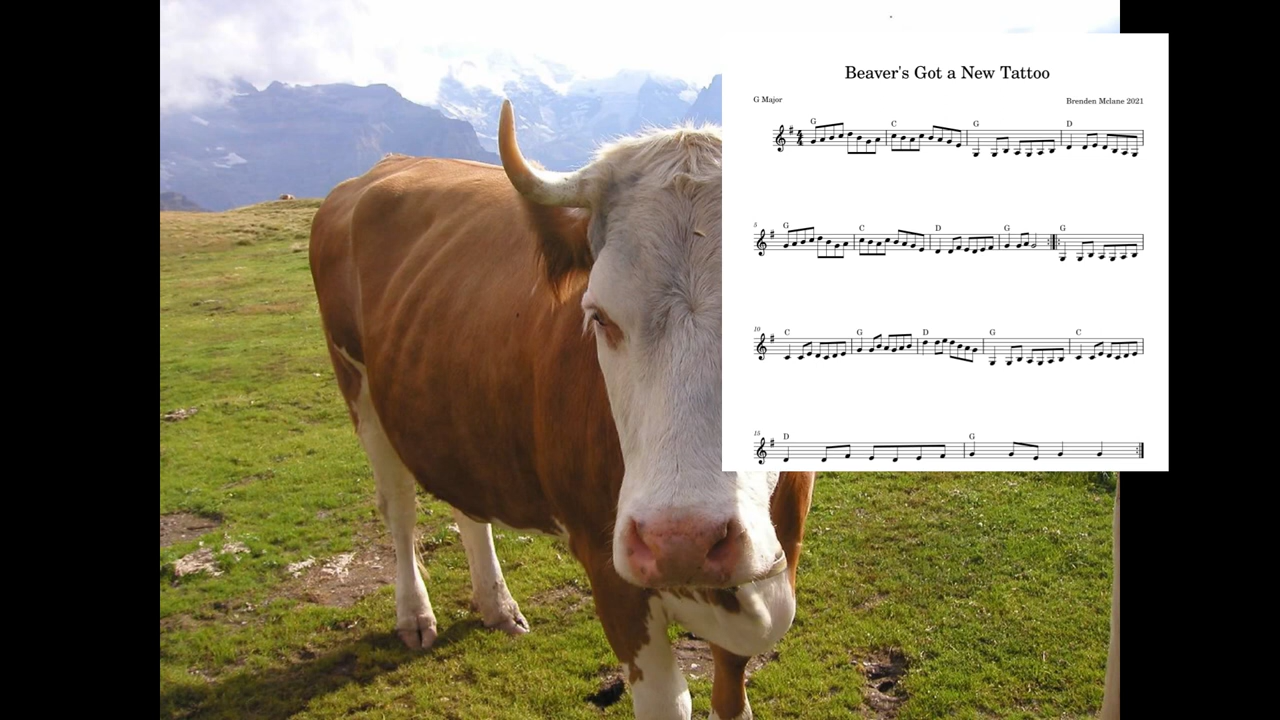 Beaver's Got a New Tattoo
G Major
Brenden Mclane 2021
G C G D
5 G C D G G
10 C G D G C
15 D G